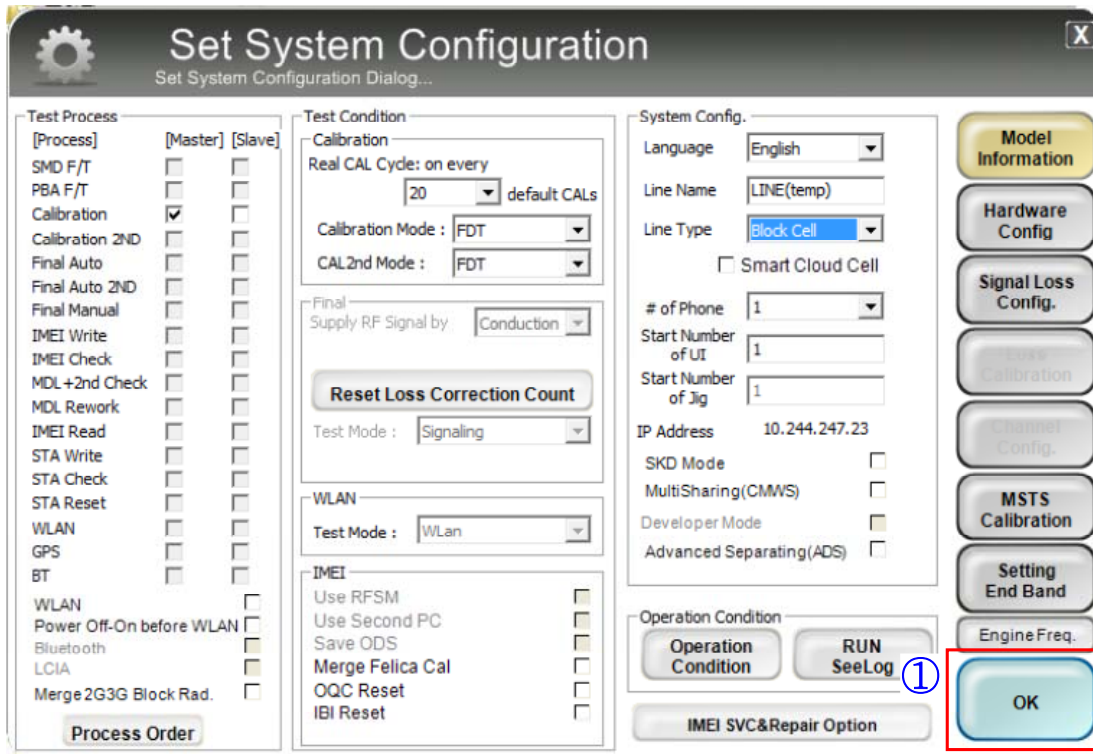 Set System Configuration
Set System Configuration Dialog...
X
Test Process
[Process] [Master] [Slave]
SMD F/T
PBA F/T
Calibration
Calibration 2ND
Final Auto
Final Auto 2ND
Final Manual
IMEI Write
IMEI Check
MDL+2nd Check
MDL Rework
IMEI Read
STA Write
STA Check
STA Reset
WLAN
GPS
BT
WLAN
Power Off-On before WLAN
Bluetooth
LCIA
Merge 2G3G Block Rad.
Process Order
Test Condition
Calibration
Real CAL Cycle: on every
20 default CALs
Calibration Mode : FDT
CAL2nd Mode : FDT
Final
Supply RF Signal by Conduction
Reset Loss Correction Count
Test Mode : Signaling
WLAN
Test Mode : WLan
IMEI
Use RFSM
Use Second PC
Save ODS
Merge Felica Cal
OQC Reset
IBI Reset
System Config.
Language English
Line Name LINE(temp)
Line Type Block Cell
Smart Cloud Cell
# of Phone 1
Start Number
of UI 1
Start Number
of Jig 1
IP Address 10.244.247.23
SKD Mode
MultiSharing(CMWS)
Developer Mode
Advanced Separating(ADS)
Operation Condition
Operation
Condition
RUN
SeeLog
IMEI SVC&Repair Option
Model
Information
Hardware
Config
Signal Loss
Config.
Loss
Calibration
Channel
Config.
MSTS
Calibration
Setting
End Band
Engine Freq.
①
OK